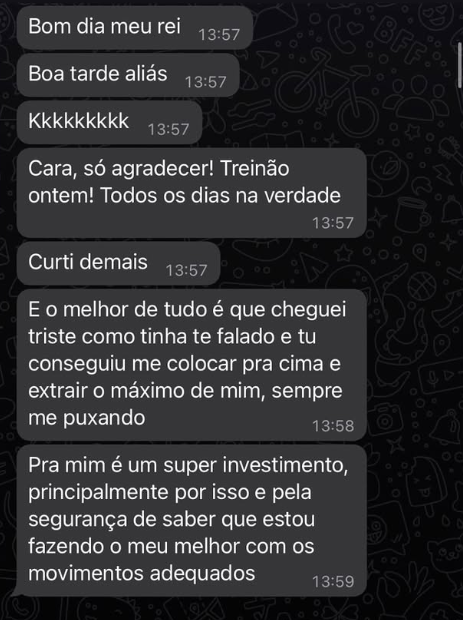 Bom dia meu rei 13:57
Boa tarde aliás 13:57
Kkkkkkkkk 13:57
Cara, só agradecer! Treinão
ontem! Todos os dias na verdade
13:57
Curti demais 13:57
E o melhor de tudo é que cheguei
triste como tinha te falado e tu
conseguiu me colocar pra cima e
extrair o máximo de mim, sempre
me puxando 13:58
Pra mim é um super investimento,
principalmente por isso e pela
segurança de saber que estou
fazendo o meu melhor com os
movimentos adequados 13:59